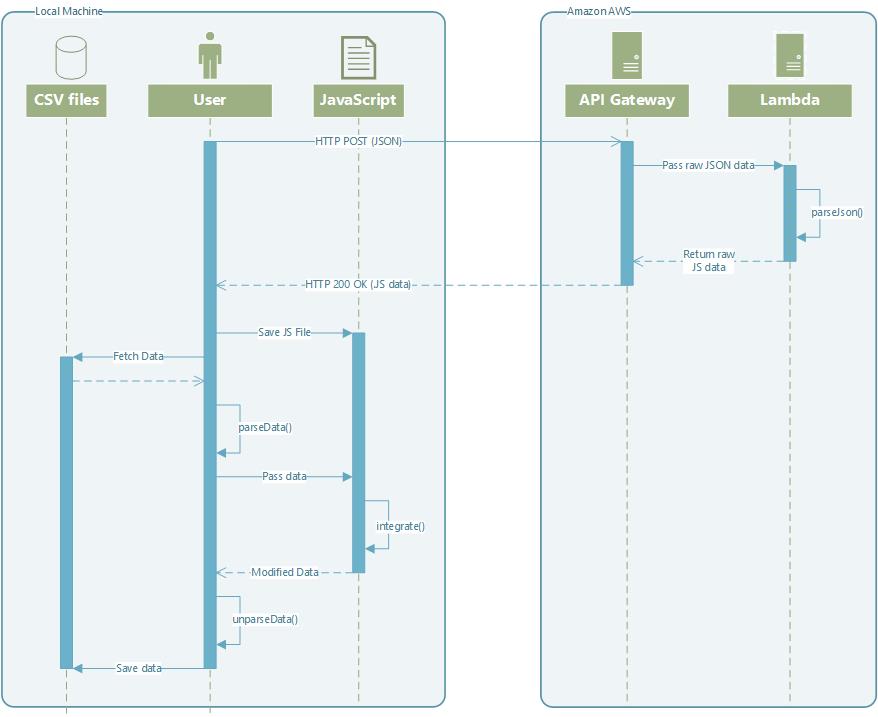 Local Machine
Amazon AWS
CSV files
User
JavaScript
API Gateway
Lambda
HTTP POST (JSON)
Pass raw JSON data
parseJson()
Return raw
JS data
HTTP 200 OK (JS data)
Save JS File
Fetch Data
parseData()
Pass data
integrate()
Modified Data
unparseData()
Save data